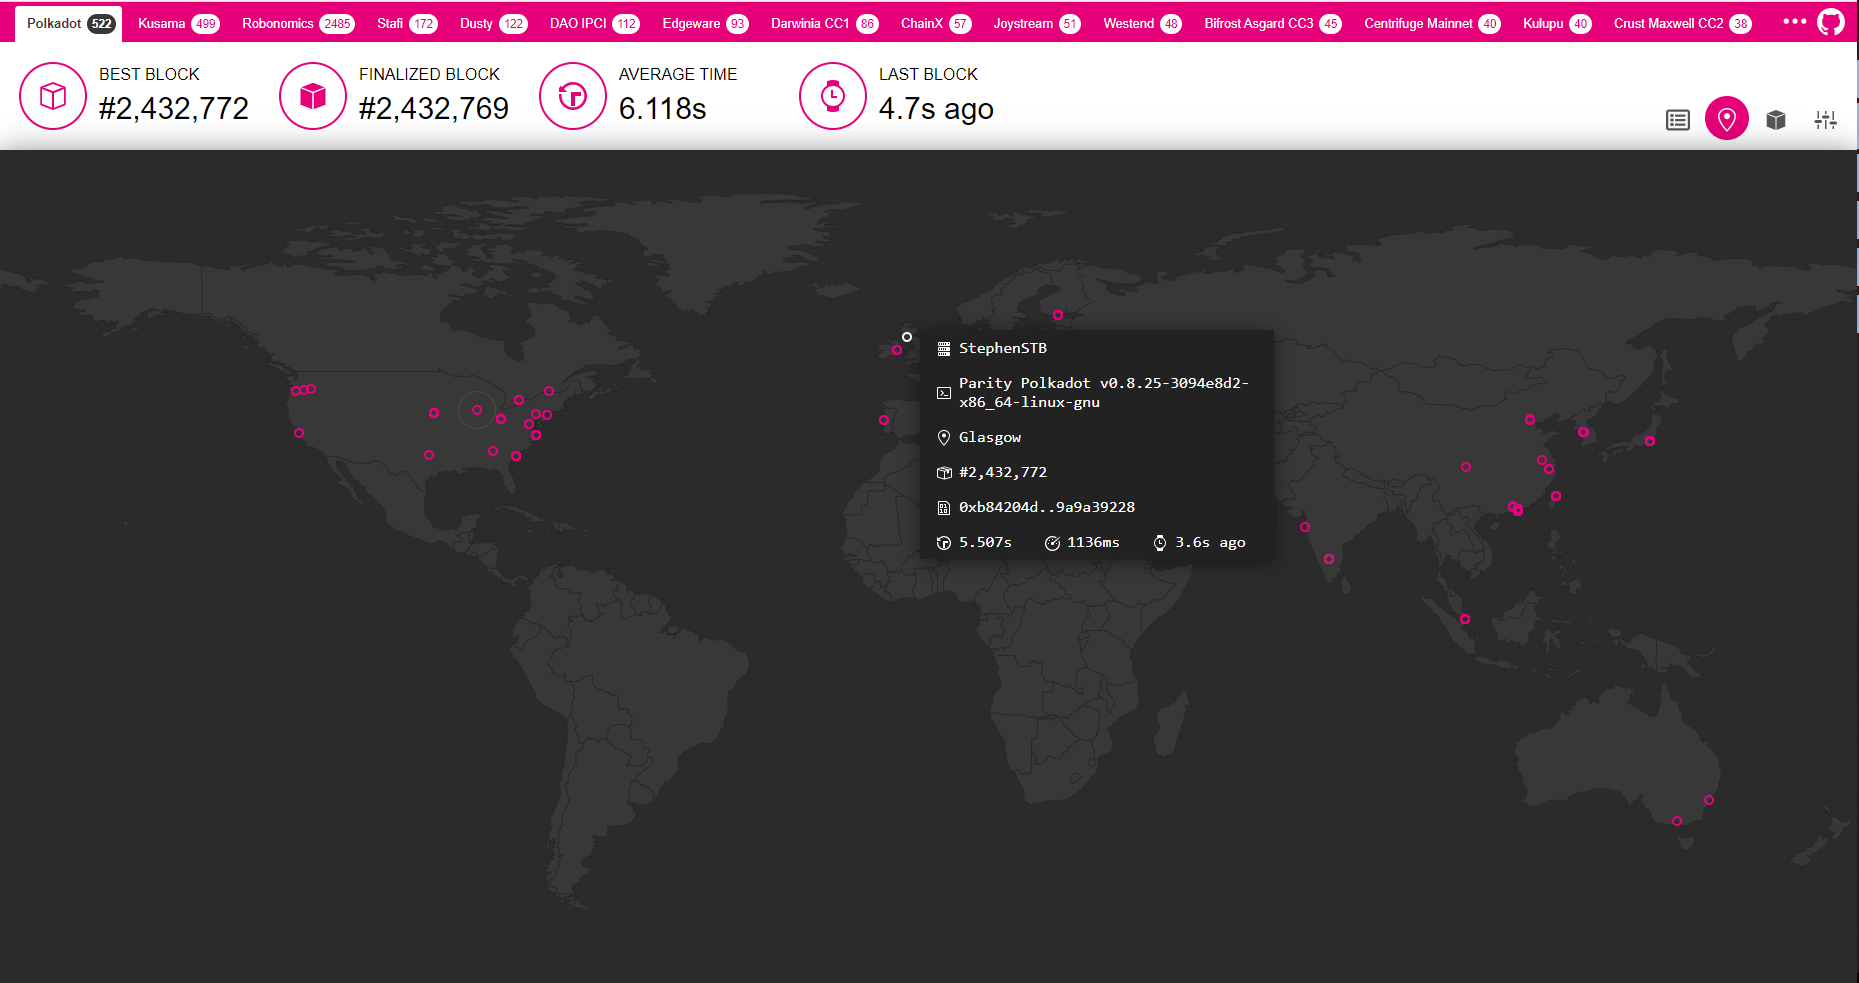 Polkadot 522 Kusama 499 Robonomics 2485 Stafi 172 Dusty 122 DAO IPCI 112 Edgeware 93 Darwinia CC1 86 ChainX 57 Joystream 51 Westend 48 Bifrost Asgard CC3 45 Centrifuge Mainnet 40 Kulupu 40 Crust Maxwell CC2 38
BEST BLOCK FINALIZED BLOCK AVERAGE TIME LAST BLOCK
#2,432,772 #2,432,769 6.118s 4.7s ago
StephenSTB
Parity Polkadot v0.8.25-3094e8d2-
x86_64-linux-gnu
Glasgow
#2,432,772
0xb84204d..9a9a39228
5.507s 1136ms 3.6s ago